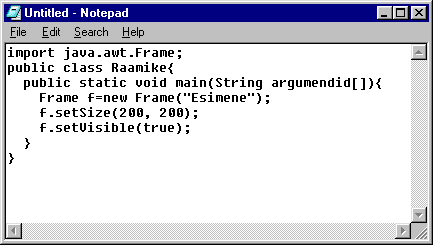 Untitled - Notepad
File Edit Search Help
import java.awt.Frame;
public class Raamike{
  public static void main(String argumendid[]){
    Frame f=new Frame("Esimene");
    f.setSize(200, 200);
    f.setVisible(true);
  }
}